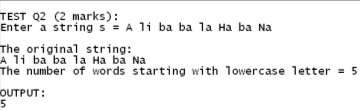 TEST Q2 (2 marks):
Enter a string s = A li ba ba la Ha ba Na
The original string:
A li ba ba la Ha ba Na
The number of words starting with lowercase letter = 5
OUTPUT:
5